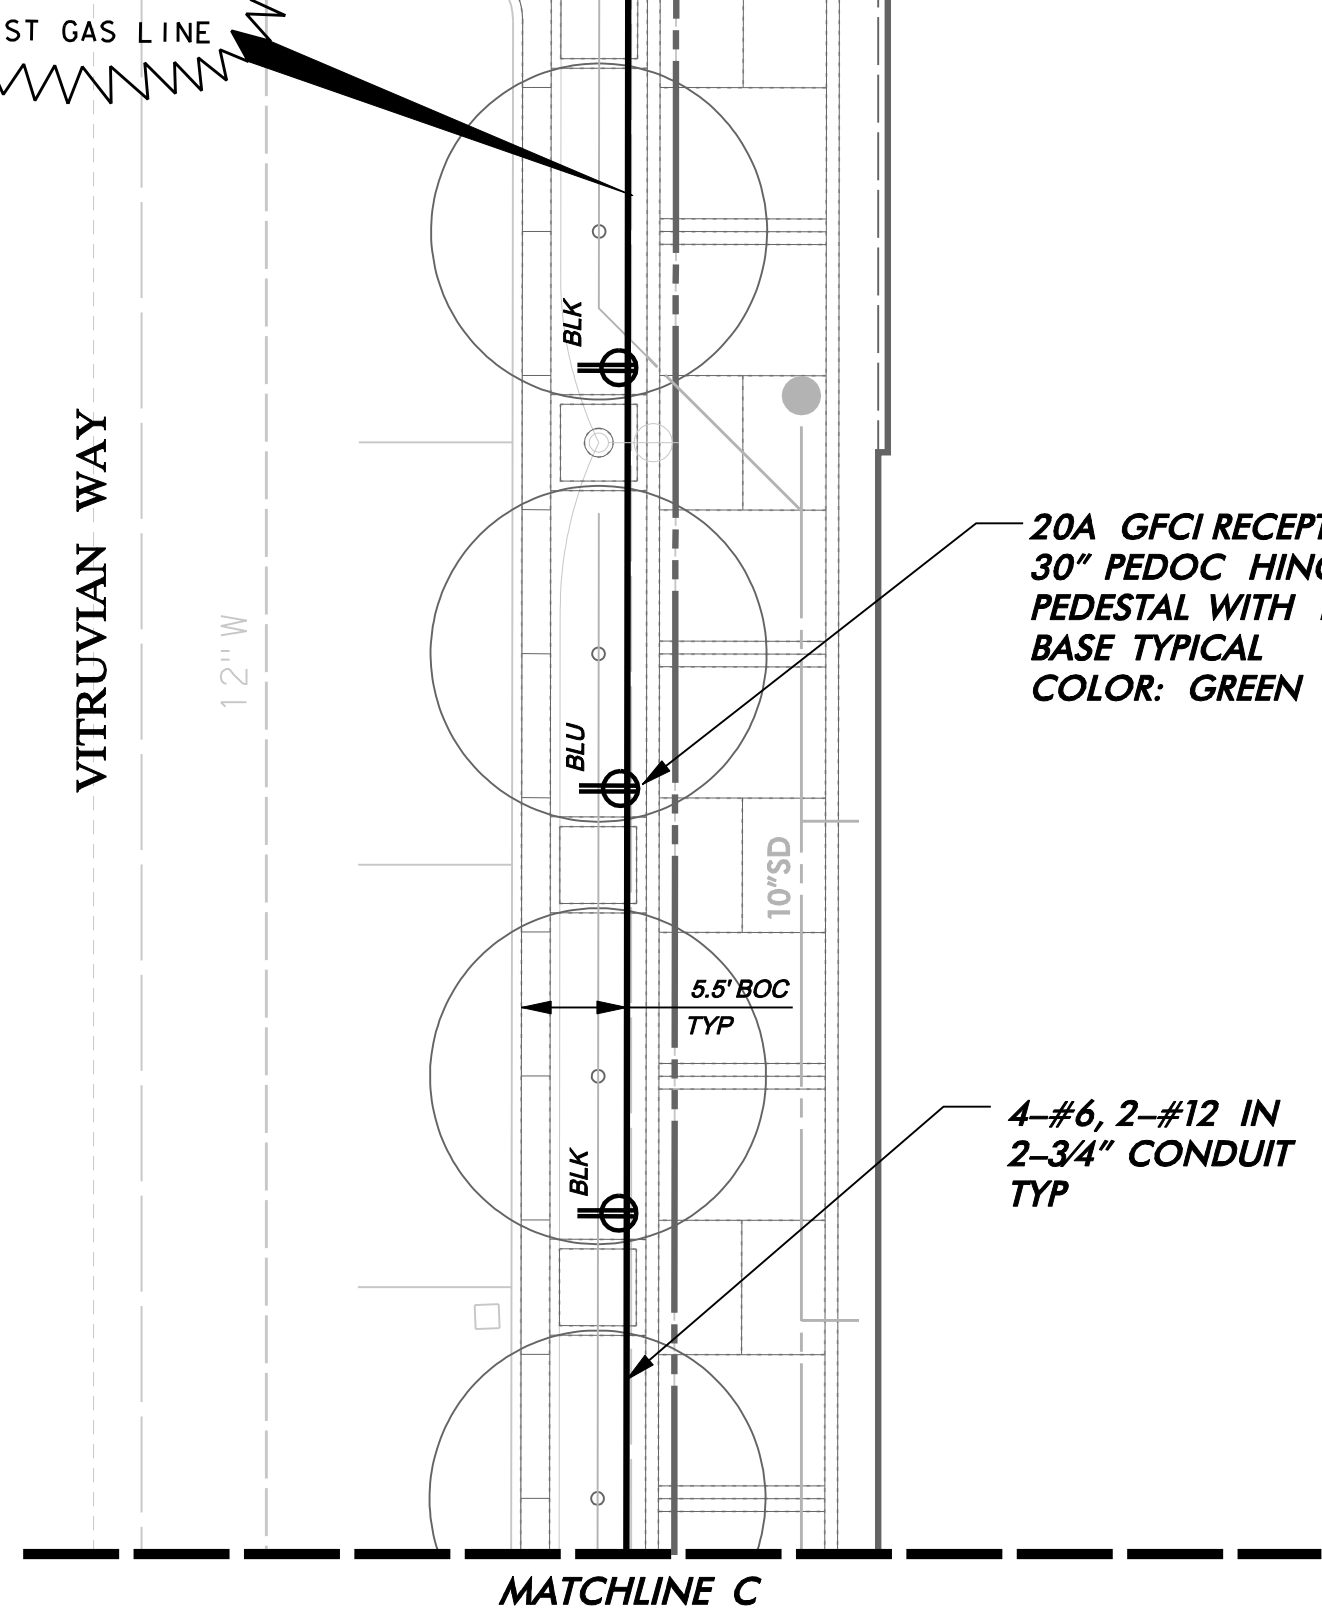 ST GAS LINE
BLK
VITRUVIAN WAY
20A GFCI RECEPT
30" PEDOC HING
PEDESTAL WITH
BASE TYPICAL
COLOR: GREEN
12" W
BLU
10"SD
5.5' BOC
TYP
4-#6, 2-#12 IN
2-3/4" CONDUIT
TYP
BLK
MATCHLINE C